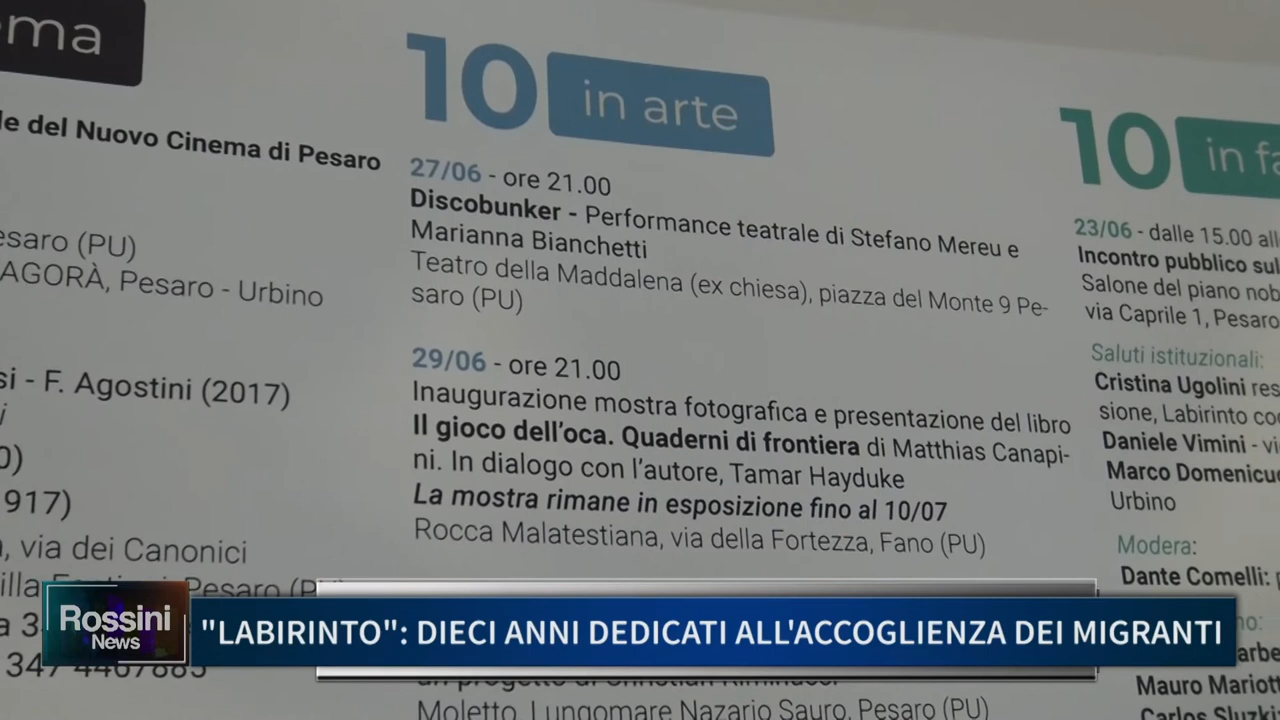 ema
le del Nuovo Cinema di Pesaro
esaro (PU)
AGORÀ, Pesaro - Urbino
si - F. Agostini (2017)
917)
via dei Canonici
Pesaro
10 in arte
27/06 - ore 21.00
Discobunker - Performance teatrale di Stefano Mereu e
Marianna Bianchetti
Teatro della Maddalena (ex chiesa), piazza del Monte 9 Pe-
saro (PU)
29/06 - ore 21.00
Inaugurazione mostra fotografica e presentazione del libro
Il gioco dell'oca. Quaderni di frontiera di Matthias Canapi-
ni. In dialogo con l'autore, Tamar Hayduke
La mostra rimane in esposizione fino al 10/07
Rocca Malatestiana, via della Fortezza, Fano (PU)
Moletto, Lungomare Nazario Sauro, Pesaro (PU)
10 in fa
23/06 - dalle 15.00 all
Incontro pubblico sul
Salone del piano nob
via Caprile 1, Pesaro
Saluti istituzionali:
Cristina Ugolini res
sione, Labirinto coo
Daniele Vimini - vi
Marco Domenicuc
Urbino
Modera:
Dante Comelli:
Mauro Mariott
Carlos Sluzki
Rossini
News
"LABIRINTO": DIECI ANNI DEDICATI ALL'ACCOGLIENZA DEI MIGRANTI